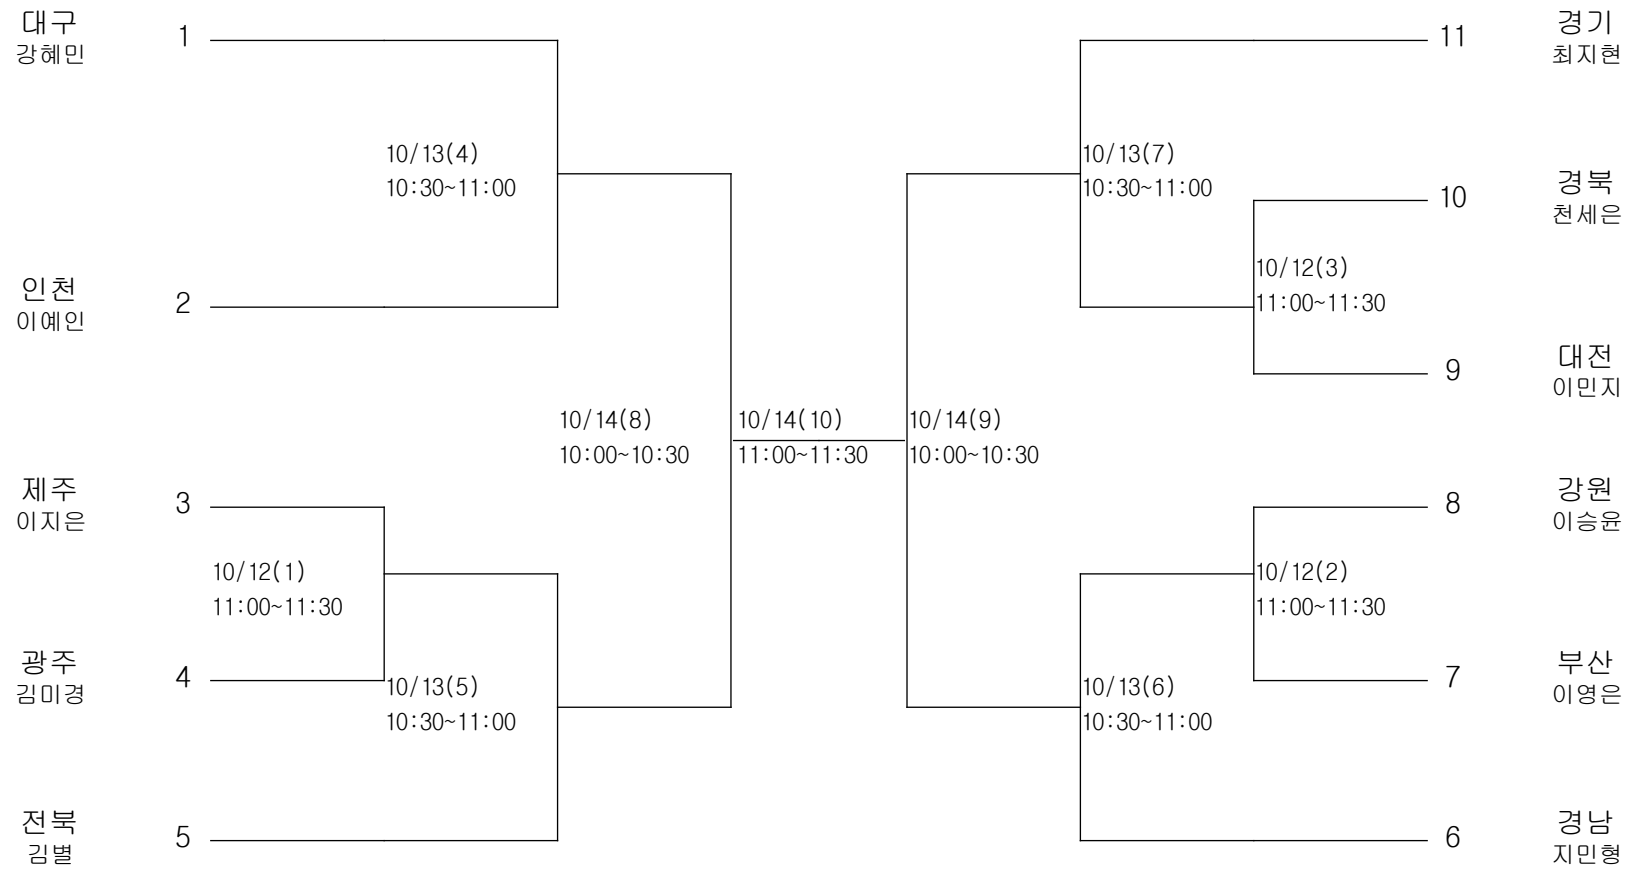 대구
강혜민
1
11
경기
최지현
10/13(4)
10:30~11:00
10/13(7)
10:30~11:00
10
경북
천세은
10/12(3)
11:00~11:30
인천
이예인
2
9
대전
이민지
10/14(8)
10:00~10:30
10/14(10)
11:00~11:30
10/14(9)
10:00~10:30
제주
이지은
3
8
강원
이승윤
10/12(1)
11:00~11:30
10/12(2)
11:00~11:30
광주
김미경
4
10/13(5)
10:30~11:00
10/13(6)
10:30~11:00
7
부산
이영은
전북
김별
5
6
경남
지민형